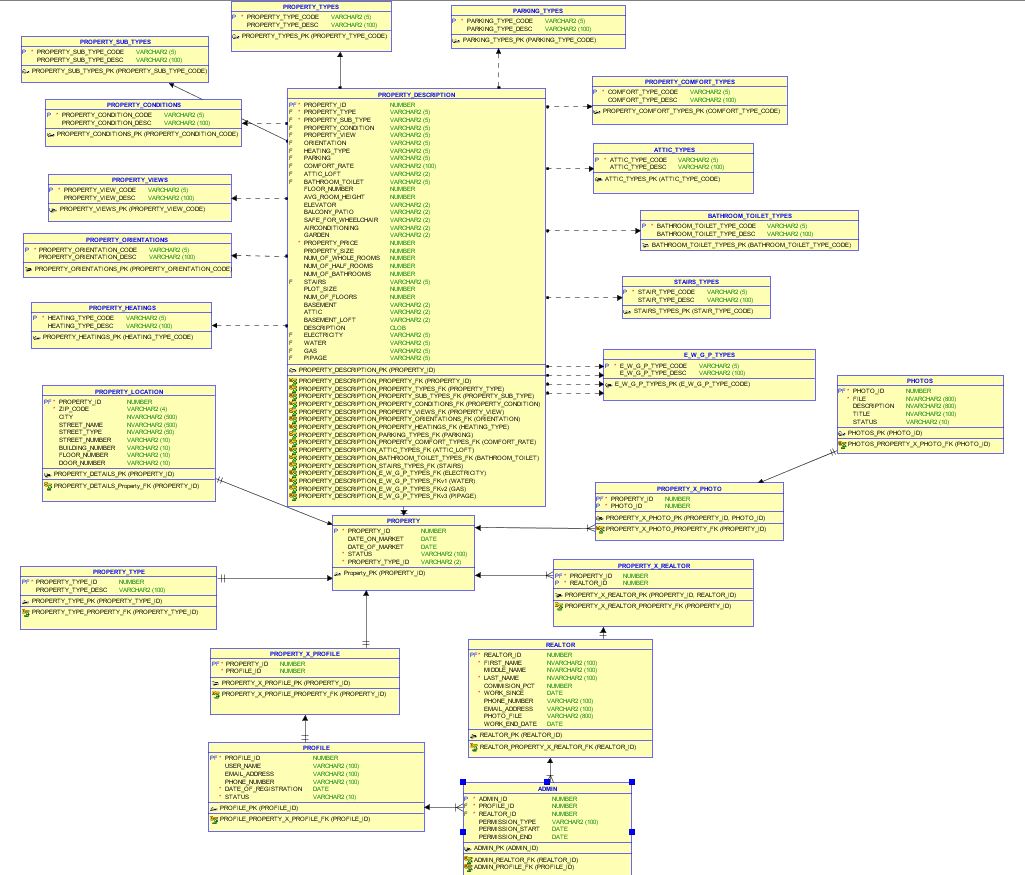 PROPERTY_TYPES
P * PROPERTY_TYPE_CODE VARCHAR2 (5)
PROPERTY_TYPE_DESC VARCHAR2 (100)
PROPERTY_TYPES_PK (PROPERTY_TYPE_CODE)
PARKING_TYPES
P * PARKING_TYPE_CODE VARCHAR2 (5)
PARKING_TYPE_DESC VARCHAR2 (100)
PARKING_TYPES_PK (PARKING_TYPE_CODE)
PROPERTY_SUB_TYPES
P * PROPERTY_SUB_TYPE_CODE VARCHAR2 (5)
PROPERTY_SUB_TYPE_DESC VARCHAR2 (100)
PROPERTY_SUB_TYPES_PK (PROPERTY_SUB_TYPE_CODE)
PROPERTY_CONDITIONS
P * PROPERTY_CONDITION_CODE VARCHAR2 (5)
PROPERTY_CONDITION_DESC VARCHAR2 (100)
PROPERTY_CONDITIONS_PK (PROPERTY_CONDITION_CODE)
PROPERTY_VIEWS
P * PROPERTY_VIEW_CODE VARCHAR2 (5)
PROPERTY_VIEW_DESC VARCHAR2 (100)
PROPERTY_VIEWS_PK (PROPERTY_VIEW_CODE)
PROPERTY_ORIENTATIONS
P * PROPERTY_ORIENTATION_CODE VARCHAR2 (5)
PROPERTY_ORIENTATION_DESC VARCHAR2 (100)
PROPERTY_ORIENTATIONS_PK (PROPERTY_ORIENTATION_CODE
PROPERTY_HEATINGS
P * HEATING_TYPE_CODE VARCHAR2 (5)
HEATING_TYPE_DESC VARCHAR2 (100)
PROPERTY_HEATINGS_PK (HEATING_TYPE_CODE)
PROPERTY_DESCRIPTION
PF * PROPERTY_ID NUMBER
F * PROPERTY_TYPE VARCHAR2 (5)
F * PROPERTY_SUB_TYPE VARCHAR2 (5)
F PROPERTY_CONDITION VARCHAR2 (5)
F PROPERTY_VIEW VARCHAR2 (5)
F ORIENTATION VARCHAR2 (5)
F HEATING_TYPE VARCHAR2 (5)
F PARKING VARCHAR2 (5)
F COMFORT_RATE VARCHAR2 (100)
F ATTIC_LOFT VARCHAR2 (2)
F BATHROOM_TOILET VARCHAR2 (5)
FLOOR_NUMBER NUMBER
AVG_ROOM_HEIGHT NUMBER
ELEVATOR VARCHAR2 (2)
BALCONY_PATIO VARCHAR2 (2)
SAFE_FOR_WHEELCHAIR VARCHAR2 (2)
AIRCONDITIONING VARCHAR2 (2)
GARDEN VARCHAR2 (2)
* PROPERTY_PRICE NUMBER
PROPERTY_SIZE NUMBER
NUM_OF_WHOLE_ROOMS NUMBER
NUM_OF_HALF_ROOMS NUMBER
NUM_OF_BATHROOMS NUMBER
F STAIRS VARCHAR2 (5)
PLOT_SIZE NUMBER
NUM_OF_FLOORS NUMBER
BASEMENT VARCHAR2 (2)
ATTIC VARCHAR2 (2)
BASEMENT_LOFT VARCHAR2 (2)
DESCRIPTION CLOB
F ELECTRICITY VARCHAR2 (5)
F WATER VARCHAR2 (5)
F GAS VARCHAR2 (5)
F PIPAGE VARCHAR2 (5)
PROPERTY_DESCRIPTION_PK (PROPERTY_ID)
PROPERTY_DESCRIPTION_PROPERTY_FK (PROPERTY_ID)
PROPERTY_DESCRIPTION_PROPERTY_TYPES_FK (PROPERTY_TYPE)
PROPERTY_DESCRIPTION_PROPERTY_SUB_TYPES_FK (PROPERTY_SUB_TYPE)
PROPERTY_DESCRIPTION_PROPERTY_CONDITIONS_FK (PROPERTY_CONDITION)
PROPERTY_DESCRIPTION_PROPERTY_VIEWS_FK (PROPERTY_VIEW)
PROPERTY_DESCRIPTION_PROPERTY_ORIENTATIONS_FK (ORIENTATION)
PROPERTY_DESCRIPTION_PROPERTY_HEATINGS_FK (HEATING_TYPE)
PROPERTY_DESCRIPTION_PARKING_TYPES_FK (PARKING)
PROPERTY_DESCRIPTION_PROPERTY_COMFORT_TYPES_FK (COMFORT_RATE)
PROPERTY_DESCRIPTION_ATTIC_TYPES_FK (ATTIC_LOFT)
PROPERTY_DESCRIPTION_BATHROOM_TOILET_TYPES_FK (BATHROOM_TOILET)
PROPERTY_DESCRIPTION_STAIRS_TYPES_FK (STAIRS)
PROPERTY_DESCRIPTION_E_W_G_P_TYPES_FK (ELECTRICITY)
PROPERTY_DESCRIPTION_E_W_G_P_TYPES_FKv1 (WATER)
PROPERTY_DESCRIPTION_E_W_G_P_TYPES_FKv2 (GAS)
PROPERTY_DESCRIPTION_E_W_G_P_TYPES_FKv3 (PIPAGE)
PROPERTY_COMFORT_TYPES
P * COMFORT_TYPE_CODE VARCHAR2 (5)
COMFORT_TYPE_DESC VARCHAR2 (100)
PROPERTY_COMFORT_TYPES_PK (COMFORT_TYPE_CODE)
ATTIC_TYPES
P * ATTIC_TYPE_CODE VARCHAR2 (5)
* ATTIC_TYPE_DESC VARCHAR2 (100)
ATTIC_TYPES_PK (ATTIC_TYPE_CODE)
BATHROOM_TOILET_TYPES
P * BATHROOM_TOILET_TYPE_CODE VARCHAR2 (5)
BATHROOM_TOILET_TYPE_DESC VARCHAR2 (100)
BATHROOM_TOILET_TYPES_PK (BATHROOM_TOILET_TYPE_CODE)
STAIRS_TYPES
P * STAIR_TYPE_CODE VARCHAR2 (5)
STAIR_TYPE_DESC VARCHAR2 (100)
STAIRS_TYPES_PK (STAIR_TYPE_CODE)
E_W_G_P_TYPES
P * E_W_G_P_TYPE_CODE VARCHAR2 (5)
E_W_G_P_TYPE_DESC VARCHAR2 (100)
E_W_G_P_TYPES_PK (E_W_G_P_TYPE_CODE)
PHOTOS
PF * PHOTO_ID NUMBER
* FILE NVARCHAR2 (800)
DESCRIPTION NVARCHAR2 (800)
TITLE NVARCHAR2 (100)
STATUS VARCHAR2 (10)
PHOTOS_PK (PHOTO_ID)
PHOTOS_PROPERTY_X_PHOTO_FK (PHOTO_ID)
PROPERTY_LOCATION
PF * PROPERTY_ID NUMBER
* ZIP_CODE VARCHAR2 (4)
CITY NVARCHAR2 (500)
STREET_NAME NVARCHAR2 (500)
STREET_TYPE NVARCHAR2 (50)
STREET_NUMBER VARCHAR2 (10)
BUILDING_NUMBER VARCHAR2 (10)
FLOOR_NUMBER VARCHAR2 (10)
DOOR_NUMBER VARCHAR2 (10)
PROPERTY_DETAILS_PK (PROPERTY_ID)
PROPERTY_DETAILS_Property_FK (PROPERTY_ID)
PROPERTY_X_PHOTO
PF * PROPERTY_ID NUMBER
P * PHOTO_ID NUMBER
PROPERTY_X_PHOTO_PK (PROPERTY_ID, PHOTO_ID)
PROPERTY_X_PHOTO_PROPERTY_FK (PROPERTY_ID)
PROPERTY
P * PROPERTY_ID NUMBER
DATE_ON_MARKET DATE
DATE_OF_MARKET DATE
* STATUS VARCHAR2 (100)
* PROPERTY_TYPE_ID VARCHAR2 (2)
Property_PK (PROPERTY_ID)
PROPERTY_TYPE
PF * PROPERTY_TYPE_ID NUMBER
PROPERTY_TYPE_DESC VARCHAR2 (100)
PROPERTY_TYPE_PK (PROPERTY_TYPE_ID)
PROPERTY_TYPE_PROPERTY_FK (PROPERTY_TYPE_ID)
PROPERTY_X_REALTOR
PF * PROPERTY_ID NUMBER
P * REALTOR_ID NUMBER
PROPERTY_X_REALTOR_PK (PROPERTY_ID, REALTOR_ID)
PROPERTY_X_REALTOR_PROPERTY_FK (PROPERTY_ID)
PROPERTY_X_PROFILE
PF * PROPERTY_ID NUMBER
* PROFILE_ID NUMBER
PROPERTY_X_PROFILE_PK (PROPERTY_ID)
PROPERTY_X_PROFILE_PROPERTY_FK (PROPERTY_ID)
REALTOR
PF * REALTOR_ID NUMBER
* FIRST_NAME NVARCHAR2 (100)
MIDDLE_NAME NVARCHAR2 (100)
* LAST_NAME NVARCHAR2 (100)
COMMISION_PCT NUMBER
* WORK_SINCE DATE
PHONE_NUMBER VARCHAR2 (100)
EMAIL_ADDRESS VARCHAR2 (100)
PHOTO_FILE VARCHAR2 (800)
WORK_END_DATE DATE
REALTOR_PK (REALTOR_ID)
REALTOR_PROPERTY_X_REALTOR_FK (REALTOR_ID)
PROFILE
PF * PROFILE_ID NUMBER
USER_NAME VARCHAR2 (100)
EMAIL_ADDRESS VARCHAR2 (100)
PHONE_NUMBER VARCHAR2 (100)
* DATE_OF_REGISTRATION DATE
* STATUS VARCHAR2 (10)
PROFILE_PK (PROFILE_ID)
PROFILE_PROPERTY_X_PROFILE_FK (PROFILE_ID)
ADMIN
P * ADMIN_ID NUMBER
F * PROFILE_ID NUMBER
F * REALTOR_ID NUMBER
PERMISSION_TYPE VARCHAR2 (100)
PERMISSION_START DATE
PERMISSION_END DATE
ADMIN_PK (ADMIN_ID)
ADMIN_REALTOR_FK (REALTOR_ID)
ADMIN_PROFILE_FK (PROFILE_ID)